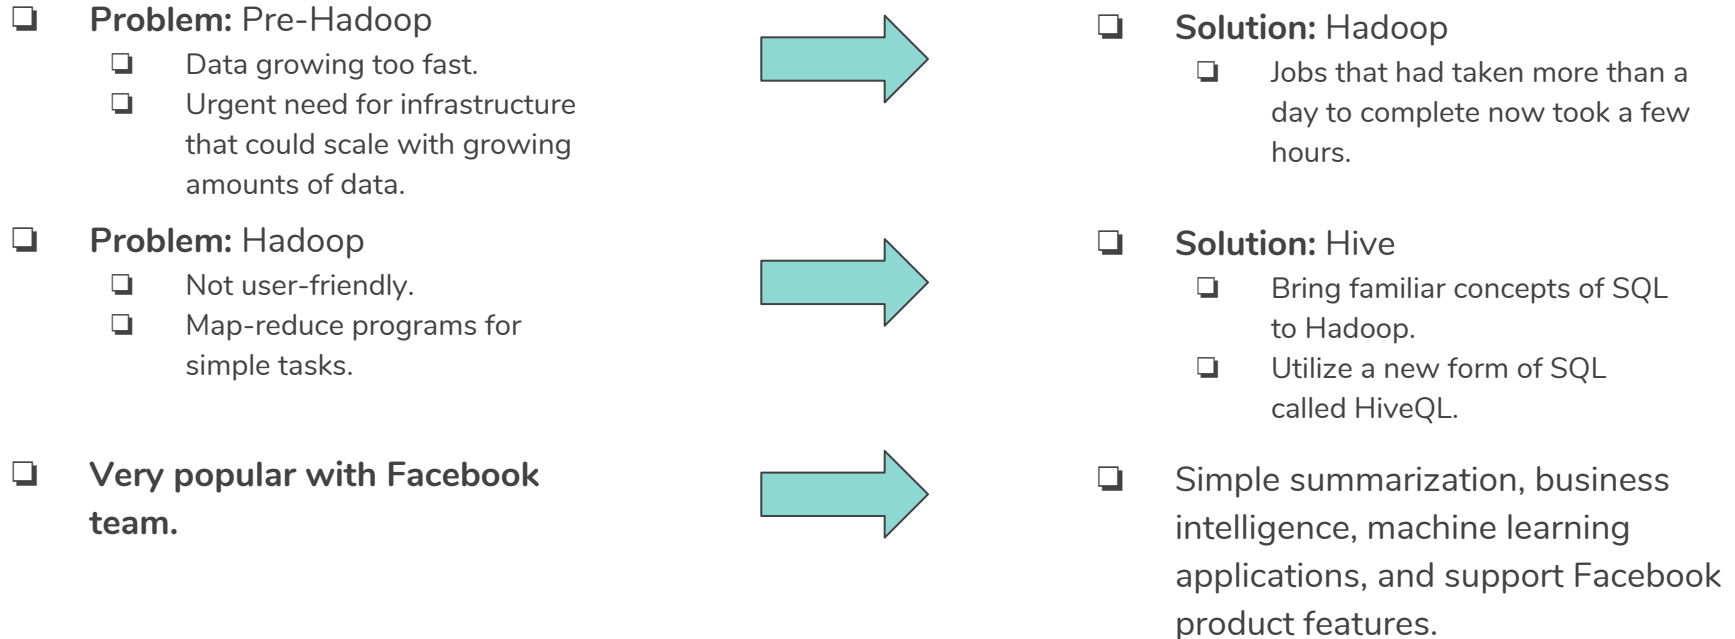 ❏ Problem: Pre-Hadoop
❏ Data growing too fast.
❏ Urgent need for infrastructure
that could scale with growing
amounts of data.
❏ Solution: Hadoop
❏ Jobs that had taken more than a
day to complete now took a few
hours.
❏ Problem: Hadoop
❏ Not user-friendly.
❏ Map-reduce programs for
simple tasks.
❏ Solution: Hive
❏ Bring familiar concepts of SQL
to Hadoop.
❏ Utilize a new form of SQL
called HiveQL.
❏ Very popular with Facebook
team.
❏ Simple summarization, business
intelligence, machine learning
applications, and support Facebook
product features.